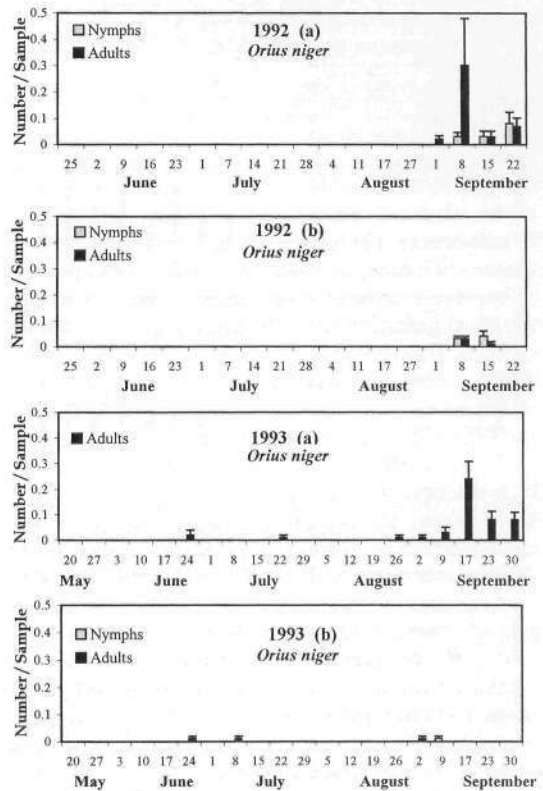 Number / Sample
0.5
0.4
0.3
0.2
0.1
0
Nymphs
Adults
1992 (a)
Orius niger
25 2 9 16 23 1 7 14 21 28 4 11 17 27 1 8 15 22
June July August September
Number / Sample
0.5
0.4
0.3
0.2
0.1
0
Nymphs
Adults
1992 (b)
Orius niger
25 2 9 16 23 1 7 14 21 28 4 11 17 27 1 8 15 22
June July August September
Number / Sample
0.5
0.4
0.3
0.2
0.1
0
Adults
1993 (a)
Orius niger
20 27 3 10 17 24 1 8 15 22 29 5 12 19 26 2 9 17 23 30
May June July August September
Number / Sample
0.5
0.4
0.3
0.2
0.1
0
Nymphs
Adults
1993 (b)
Orius niger
20 27 3 10 17 24 1 8 15 22 29 5 12 19 26 2 9 17 23 30
May June July August September